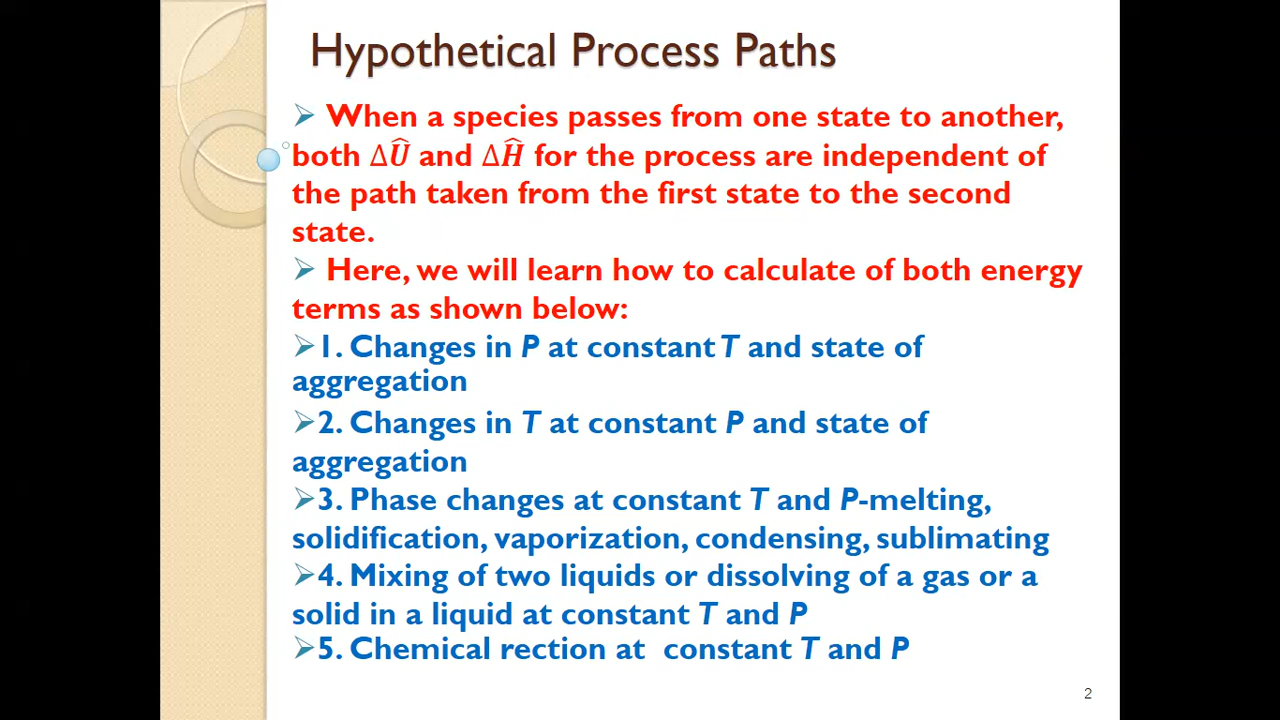 Hypothetical Process Paths
➢ When a species passes from one state to another,
both Δ𝑼̂ and Δ𝑯̂ for the process are independent of
the path taken from the first state to the second
state.
➢ Here, we will learn how to calculate of both energy
terms as shown below:
➢1. Changes in P at constant T and state of
aggregation
➢2. Changes in T at constant P and state of
aggregation
➢3. Phase changes at constant T and P-melting,
solidification, vaporization, condensing, sublimating
➢4. Mixing of two liquids or dissolving of a gas or a
solid in a liquid at constant T and P
➢5. Chemical rection at constant T and P
2